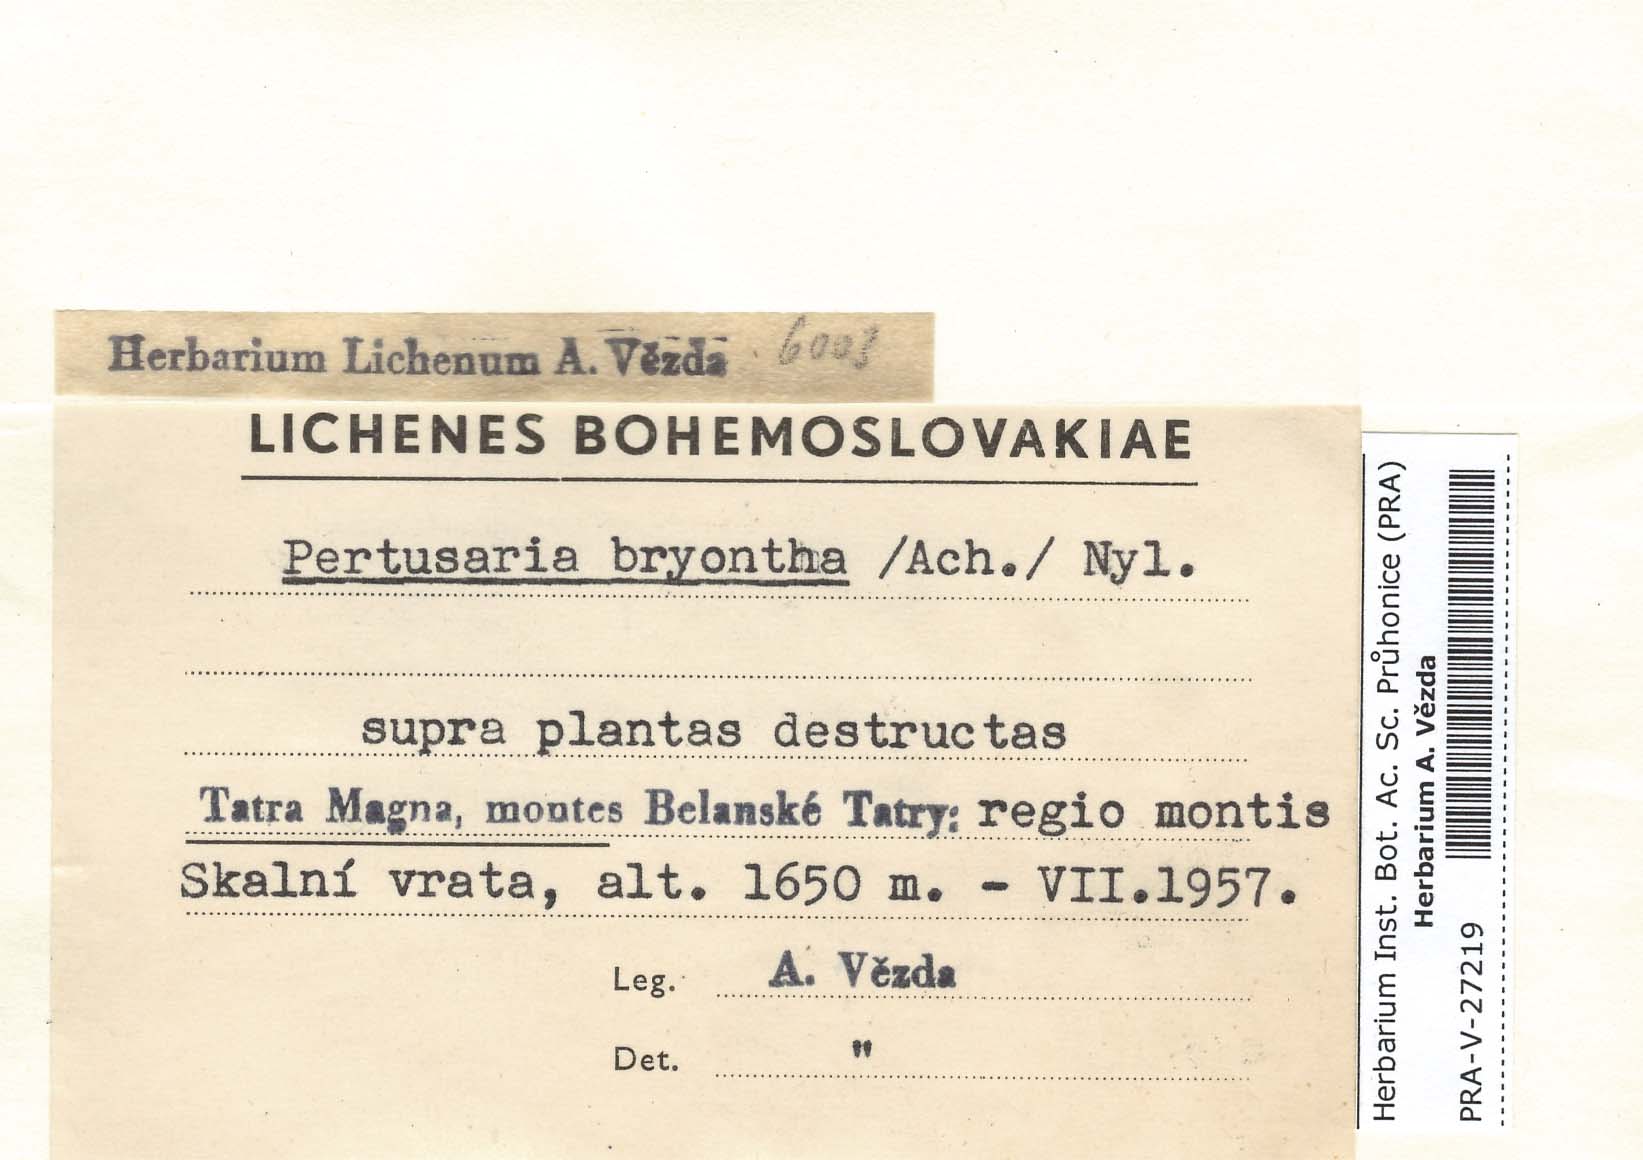 Herbarium Lichenum A. Vězda 6003
LICHENES BOHEMOSLOVAKIAE
Pertusaria bryontha /Ach./ Nyl.
supra plantas destructas
Tatra Magna, montes Belanské Tatry: regio montis
Skalní vrata, alt. 1650 m. - VII.1957.
Leg. A. Vězda
Det. "
Herbarium Inst. Bot. Ac. Sc. Průhonice (PRA)
Herbarium A. Vězda
PRA-V-27219